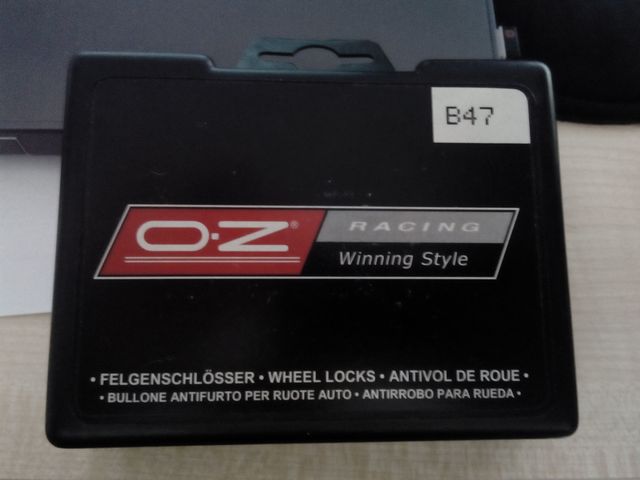 B47
O·Z® RACING
Winning Style
• FELGENSCHLÖSSER • WHEEL LOCKS • ANTIVOL DE ROUE •
• BULLONE ANTIFURTO PER RUOTE AUTO • ANTIRROBO PARA RUEDA •